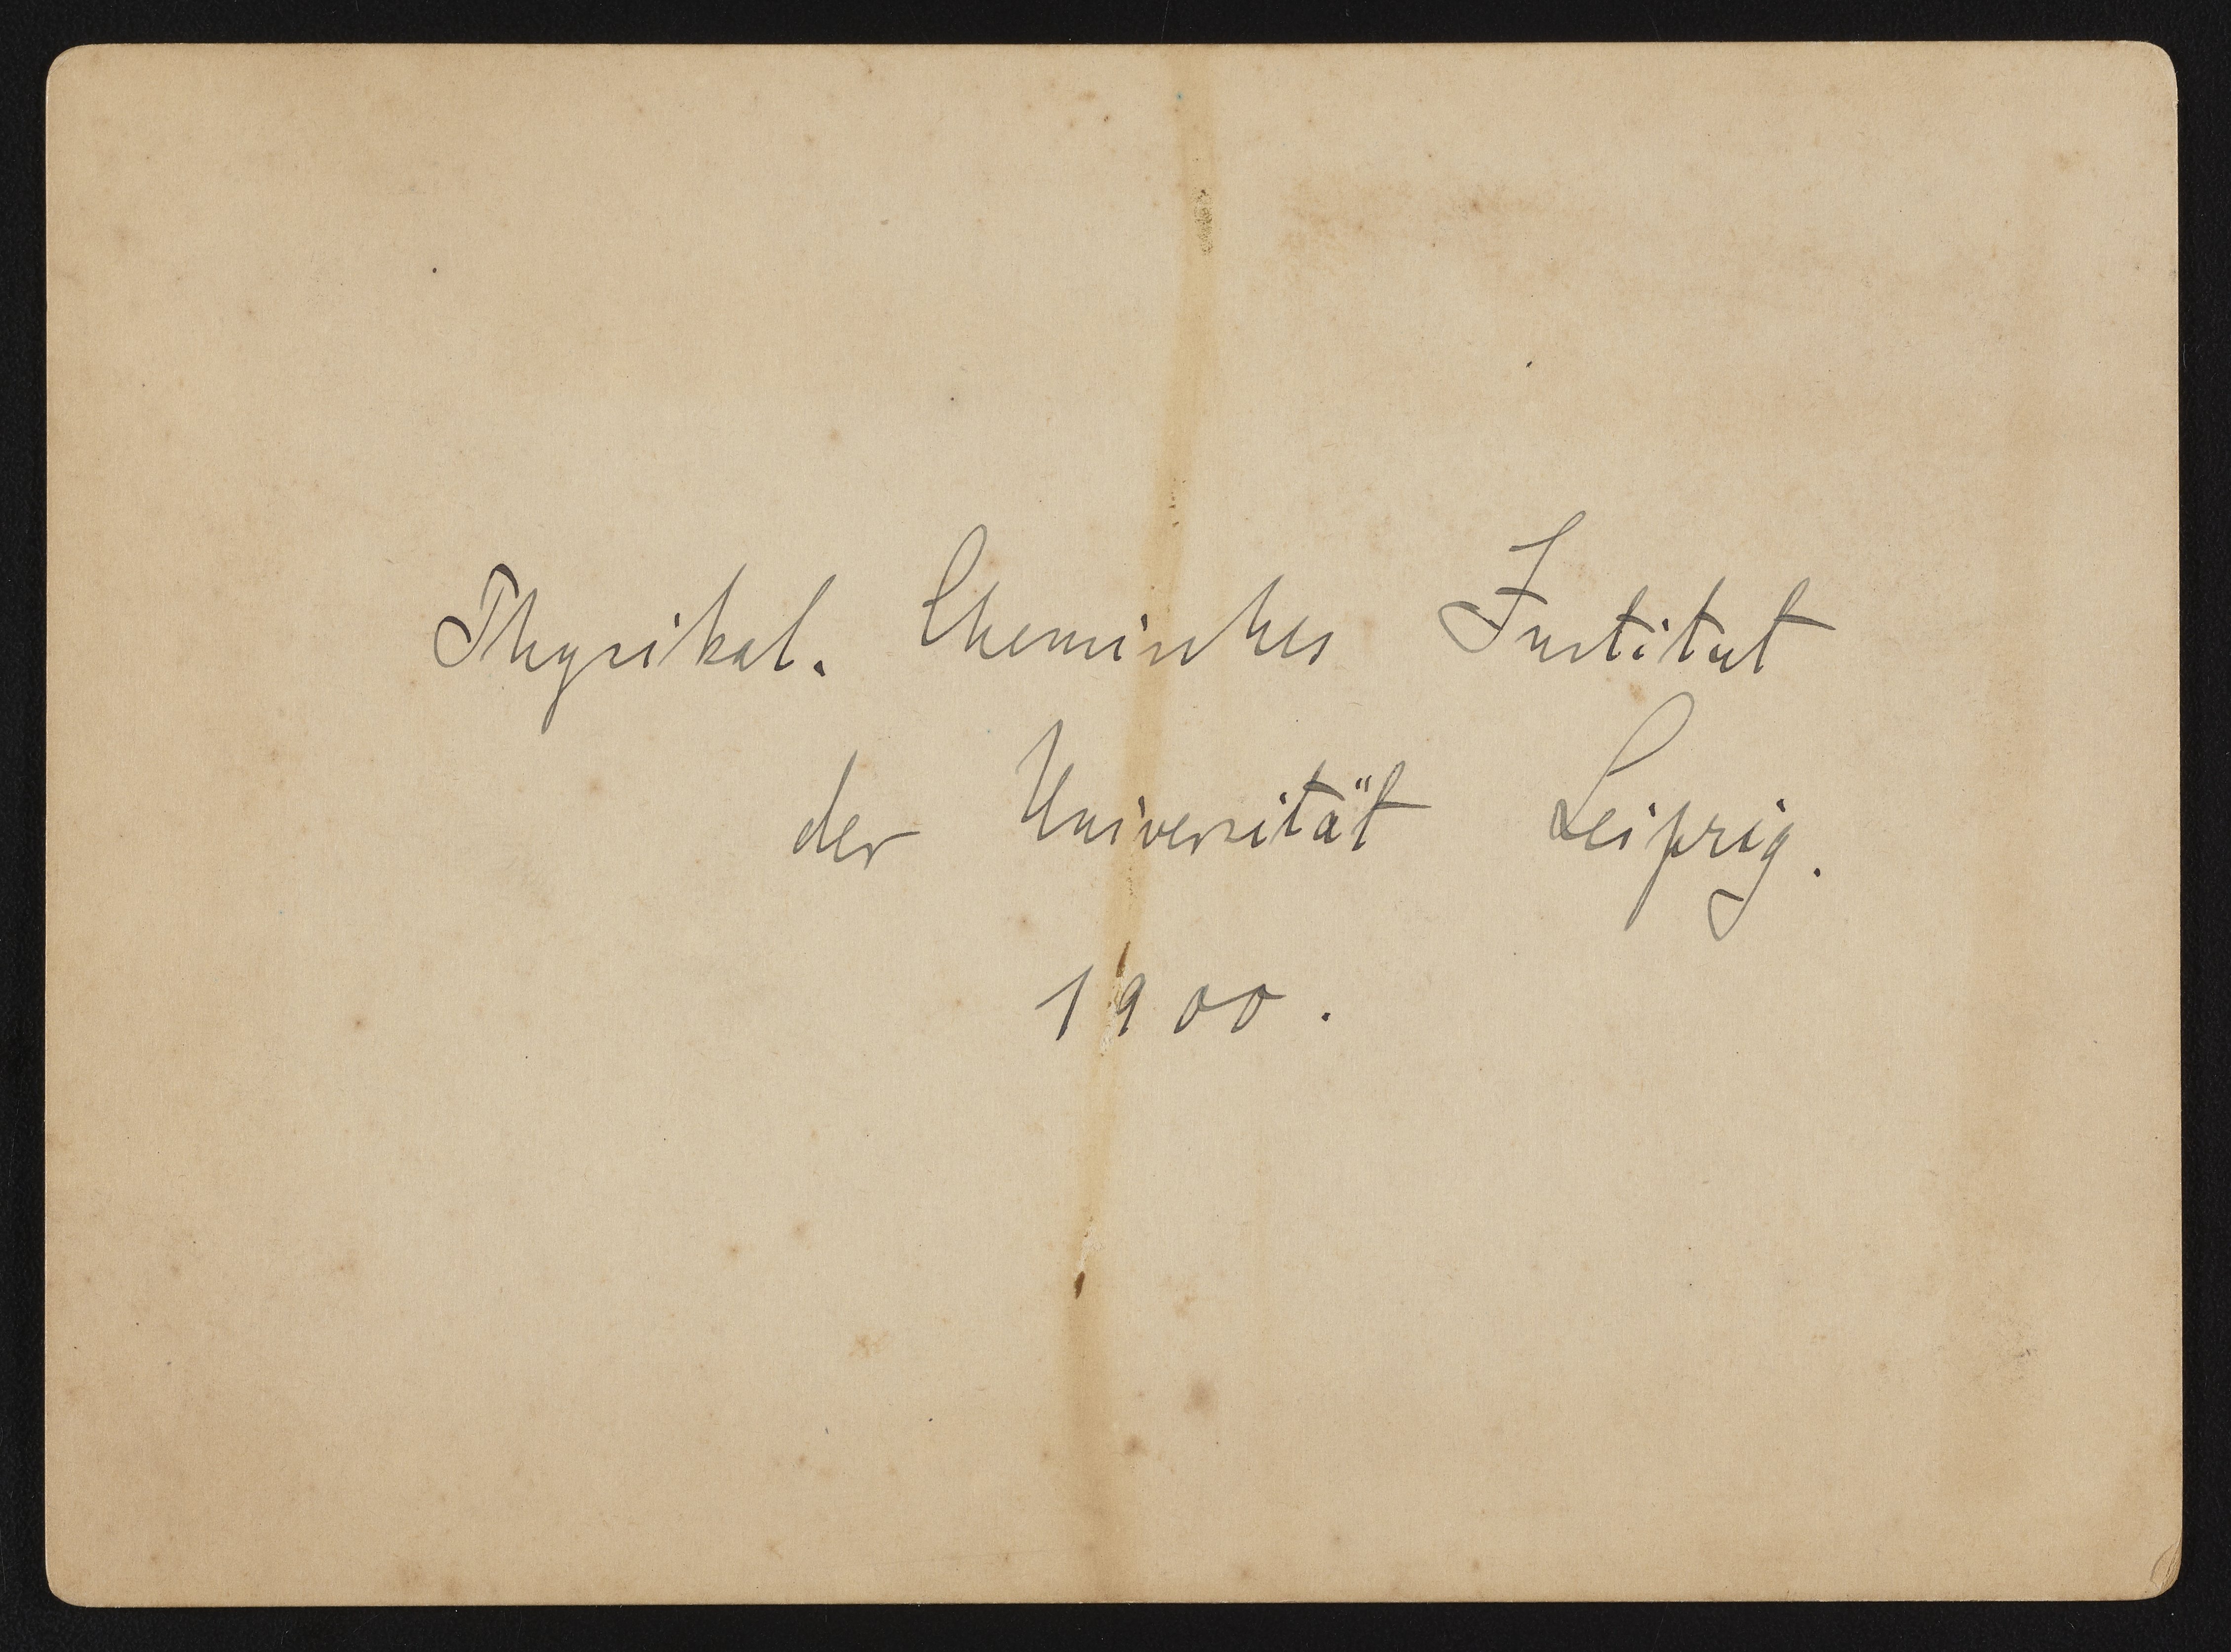 Physikal. Chemisches Institut
der Universität Leipzig.
1900.